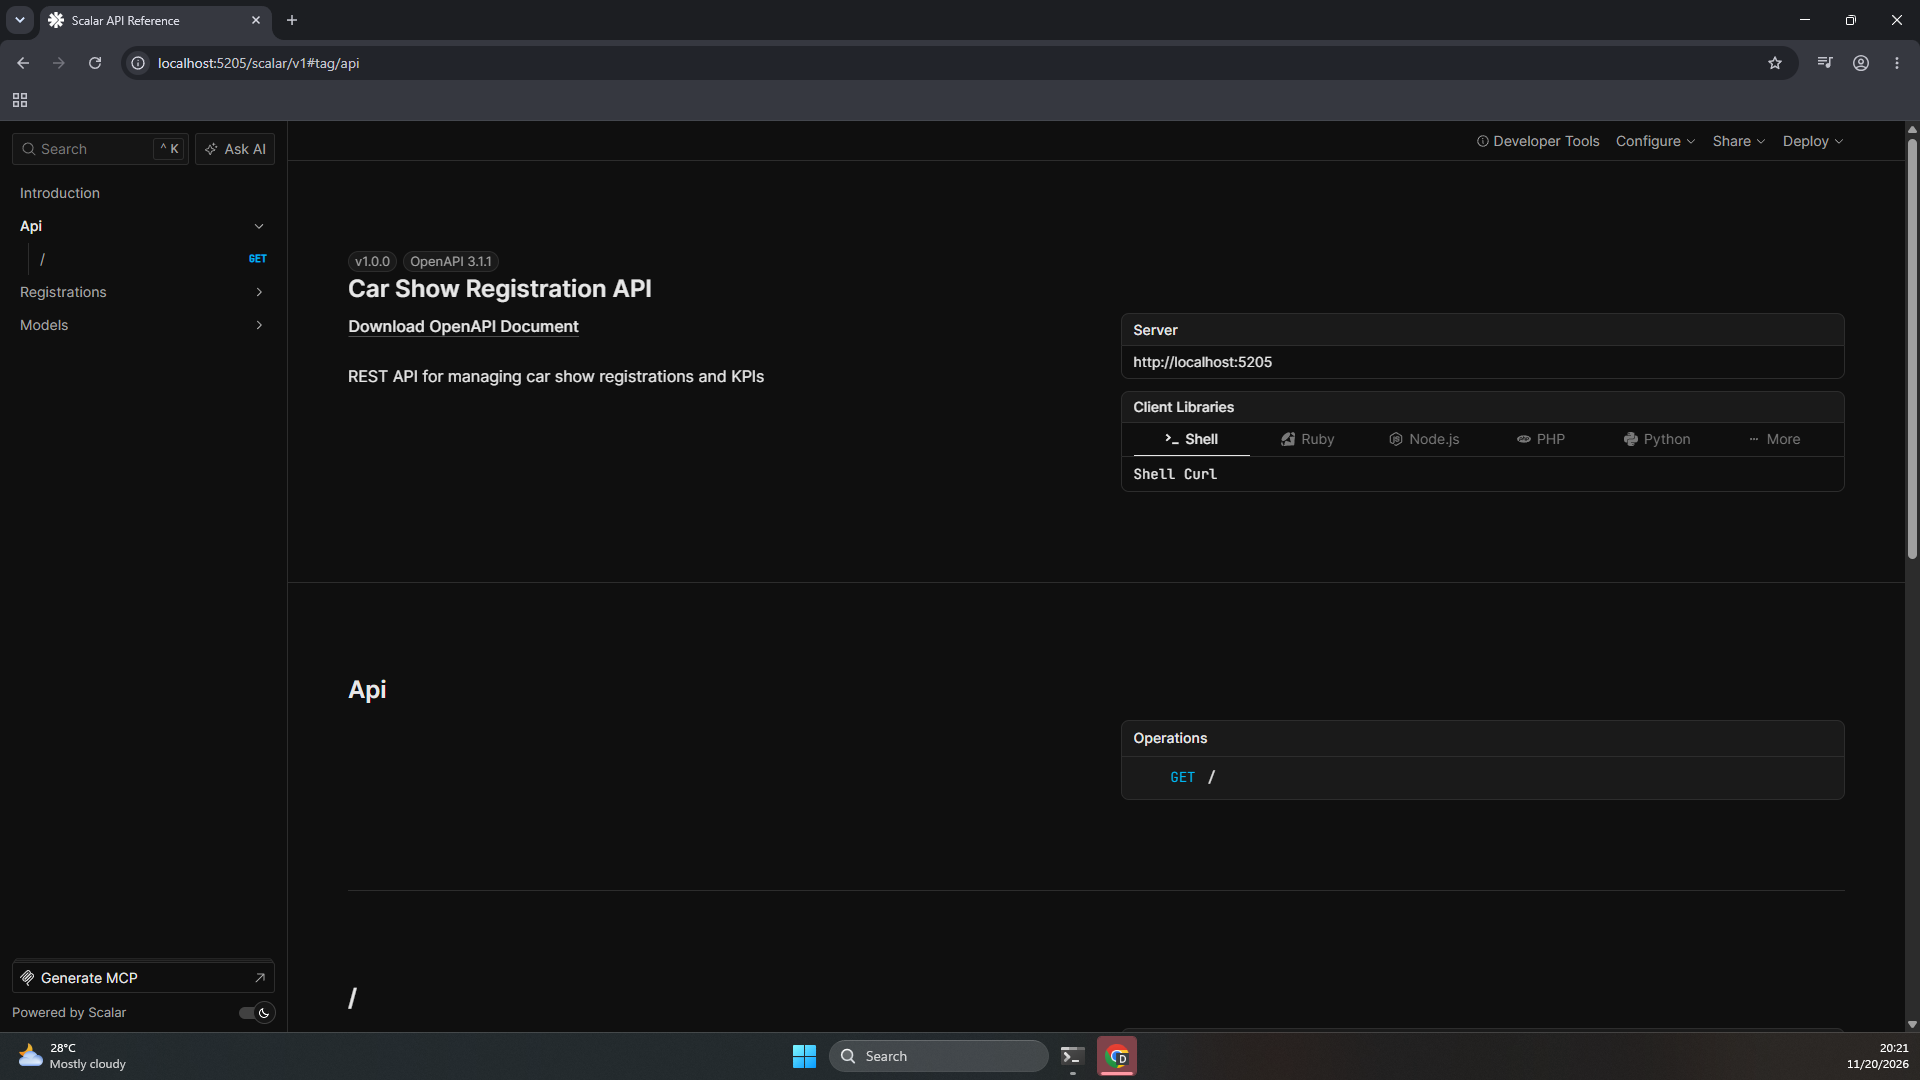 Scalar API Reference
localhost:5205/scalar/v1#tag/api
Search
^ K
Ask AI
Developer Tools
Configure
Share
Deploy
Introduction
Api
/
GET
Registrations
Models
v1.0.0
OpenAPI 3.1.1
Car Show Registration API
Download OpenAPI Document
REST API for managing car show registrations and KPIs
Server
http://localhost:5205
Client Libraries
Shell
Ruby
Node.js
PHP
Python
More
Shell Curl
Api
Operations
GET /
/
Generate MCP
Powered by Scalar
28°C
Mostly cloudy
Search
D
20:21
11/20/2026